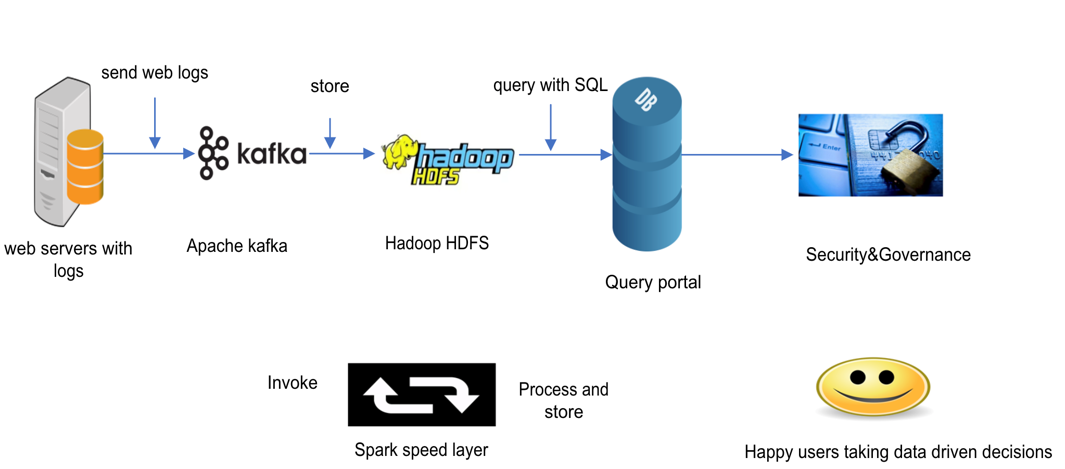 send web logs
store
query with SQL
DB
kafka
hadoop
HDFS
Enter
web servers with
logs
Apache kafka
Hadoop HDFS
Query portal
Security&Governance
Invoke
Process and
store
Spark speed layer
Happy users taking data driven decisions